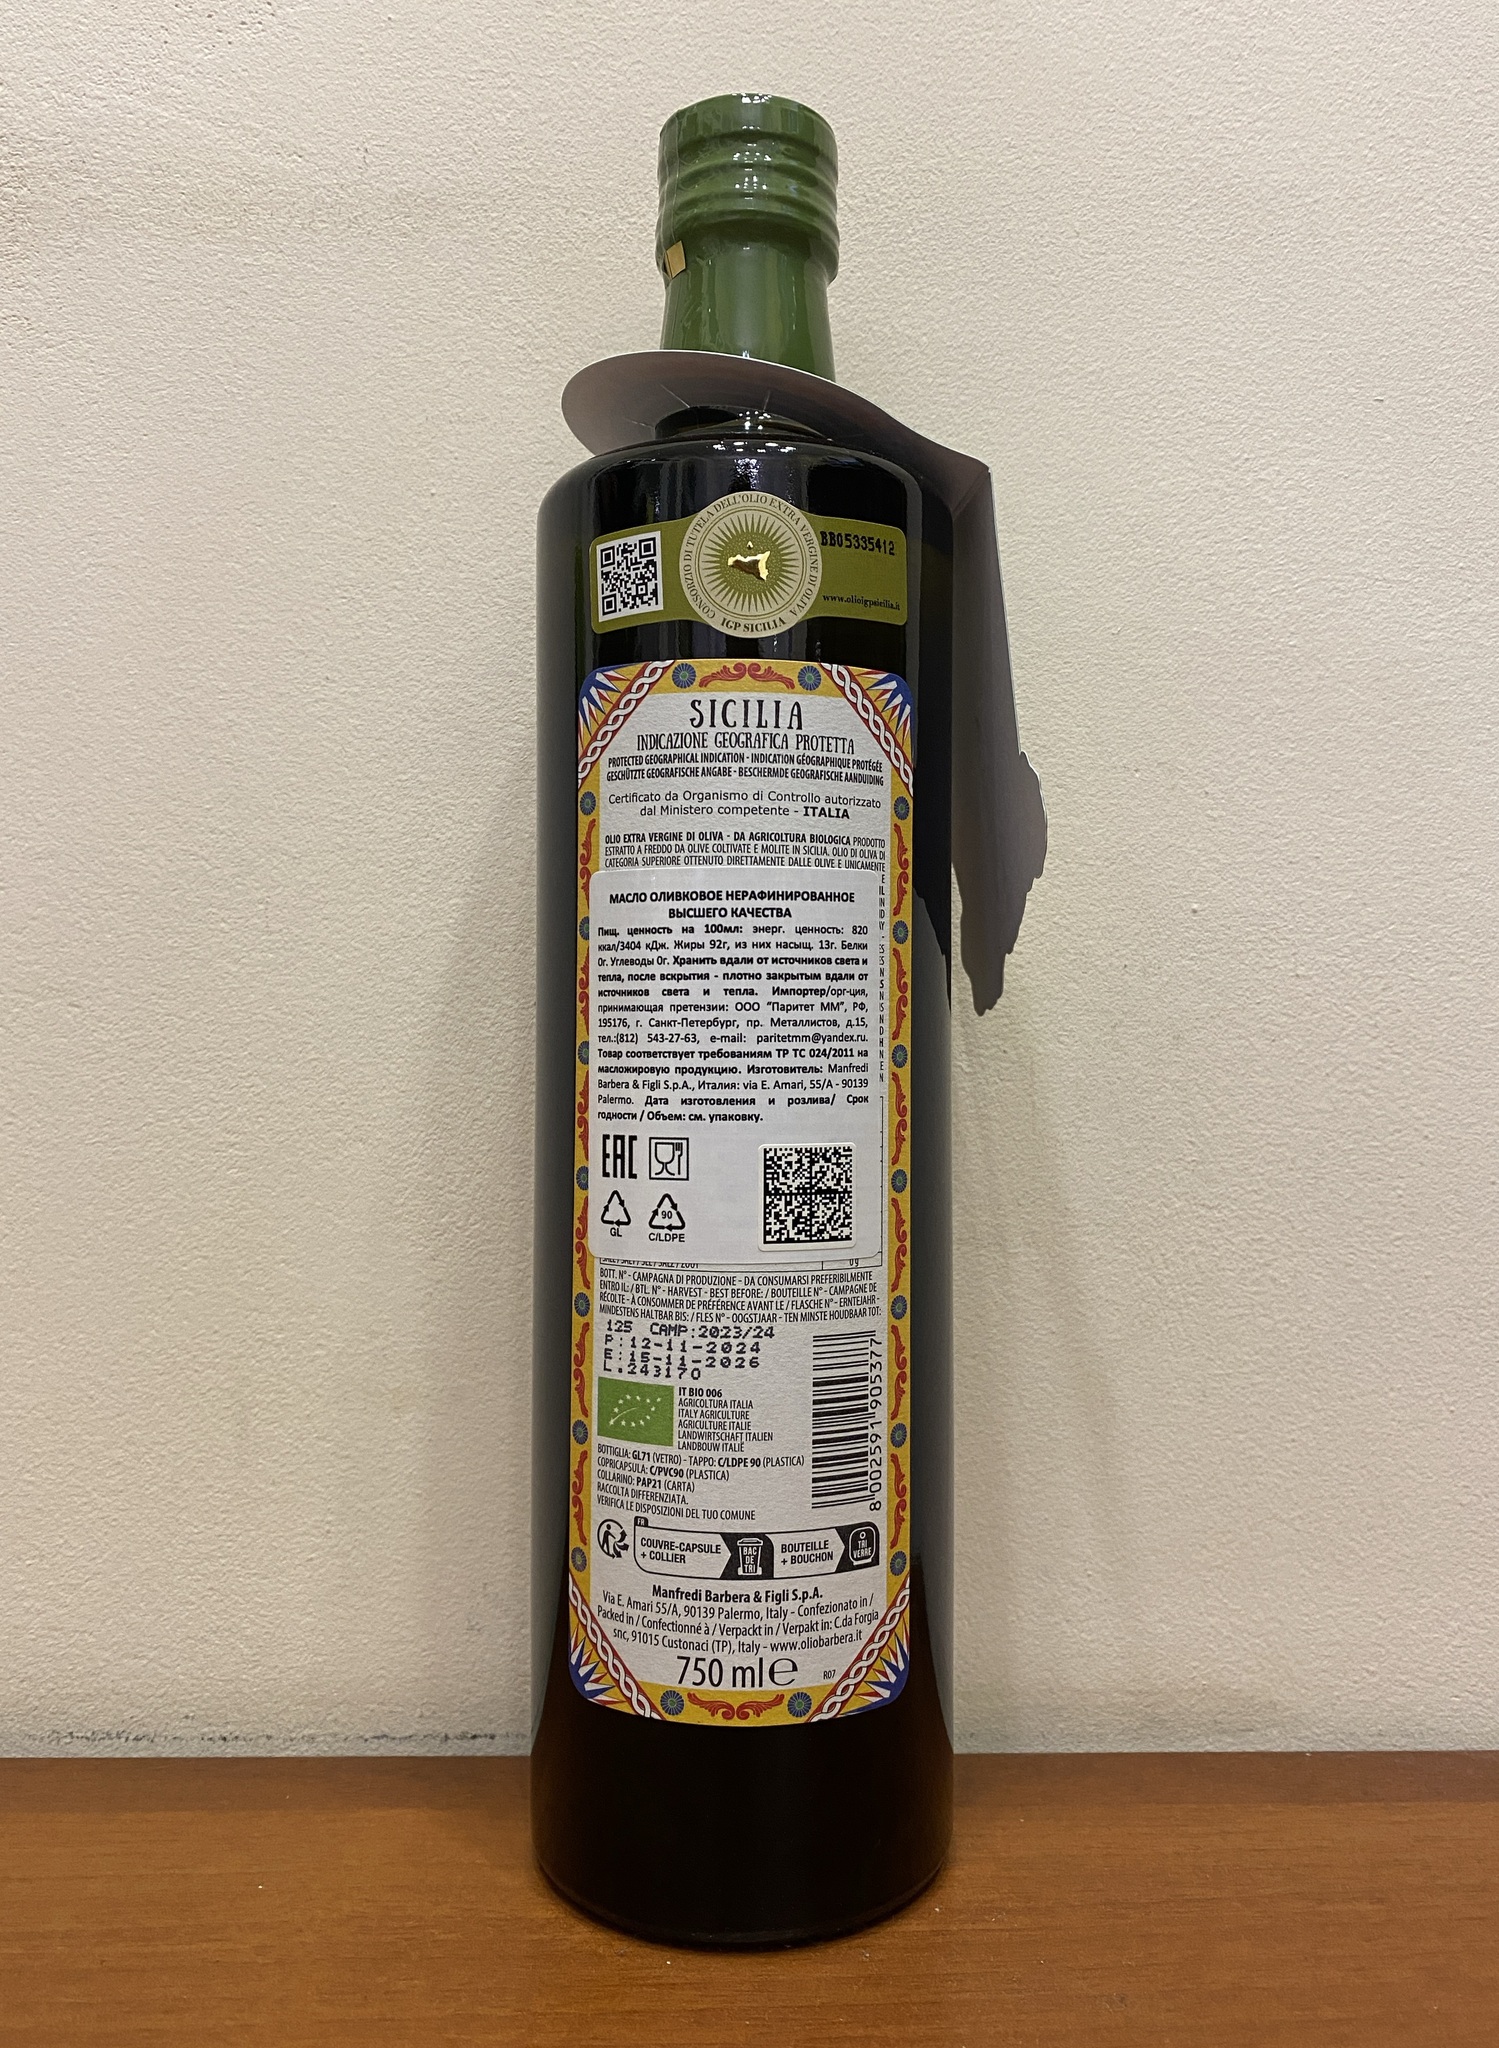 CONSORZIO DI TUTELA DELL'OLIO EXTRA VERGINE DI OLIVA
IGP SICILIA
BB05335412
www.olioigpsicilia.it
SICILIA
INDICAZIONE GEOGRAFICA PROTETTA
PROTECTED GEOGRAPHICAL INDICATION - INDICATION GÉOGRAPHIQUE PROTÉGÉE
GESCHÜTZTE GEOGRAFISCHE ANGABE - BESCHERMDE GEOGRAFISCHE AANDUIDING
Certificato da Organismo di Controllo autorizzato
dal Ministero competente - ITALIA
OLIO EXTRA VERGINE DI OLIVA - DA AGRICOLTURA BIOLOGICA PRODOTTO
ESTRATTO A FREDDO DA OLIVE COLTIVATE E MOLITE IN SICILIA. OLIO DI OLIVA DI
CATEGORIA SUPERIORE OTTENUTO DIRETTAMENTE DALLE OLIVE E UNICAMENTE
МАСЛО ОЛИВКОВОЕ НЕРАФИНИРОВАННОЕ
ВЫСШЕГО КАЧЕСТВА
Пищ. ценность на 100мл: энерг. ценность: 820
ккал/3404 кДж. Жиры 92г, из них насыщ. 13г. Белки
0г. Углеводы 0г. Хранить вдали от источников света и
тепла, после вскрытия - плотно закрытым вдали от
источников света и тепла. Импортер/орг-ция,
принимающая претензии: ООО "Паритет ММ", РФ,
195176, г. Санкт-Петербург, пр. Металлистов, д.15,
тел.:(812) 543-27-63, e-mail: paritetmm@yandex.ru.
Товар соответствует требованиям ТР ТС 024/2011 на
масложировую продукцию. Изготовитель: Manfredi
Barbera & Figli S.p.A., Италия: via E. Amari, 55/A - 90139
Palermo. Дата изготовления и розлива/ Срок
годности / Объем: см. упаковку.
EAC
GL
90
C/LDPE
0 g
BOTT. N° - CAMPAGNA DI PRODUZIONE - DA CONSUMARSI PREFERIBILMENTE
ENTRO IL: / BTL. N° - HARVEST - BEST BEFORE: / BOUTEILLE N° - CAMPAGNE DE
RÉCOLTE - À CONSOMMER DE PRÉFÉRENCE AVANT LE / FLASCHE N° - ERNTEJAHR -
MINDESTENS HALTBAR BIS: / FLES N° - OOGSTJAAR - TEN MINSTE HOUDBAAR TOT:
125 CAMP:2023/24
P:12-11-2024
E:15-11-2026
L.243170
IT BIO 006
AGRICOLTURA ITALIA
ITALY AGRICULTURE
AGRICULTURE ITALIE
LANDWIRTSCHAFT ITALIEN
LANDBOUW ITALIË
8 002591 905377
BOTTIGLIA: GL71 (VETRO) - TAPPO: C/LDPE 90 (PLASTICA)
COPRICAPSULA: C/PVC90 (PLASTICA)
COLLARINO: PAP21 (CARTA)
RACCOLTA DIFFERENZIATA.
VERIFICA LE DISPOSIZIONI DEL TUO COMUNE
FR
COUVRE-CAPSULE
+ COLLIER
BAC
DE
TRI
BOUTEILLE
+ BOUCHON
TRI
VERRE
Manfredi Barbera & Figli S.p.A.
Via E. Amari 55/A, 90139 Palermo, Italy - Confezionato in /
Packed in / Confectionné à / Verpackt in / Verpakt in: C.da Forgia
snc, 91015 Custonaci (TP), Italy - www.oliobarbera.it
750 ml e
R07